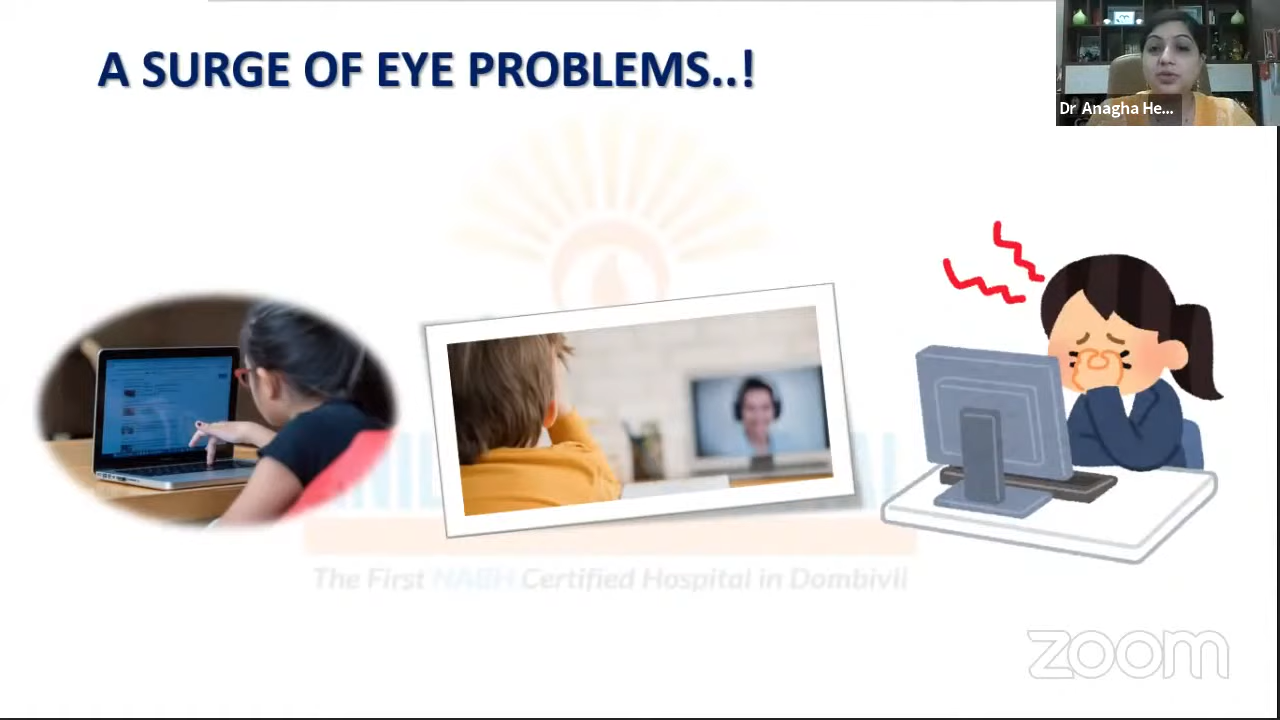 A SURGE OF EYE PROBLEMS..!
Dr Anagha He...
The First NABH Certified Hospital in Dombivli
zoom